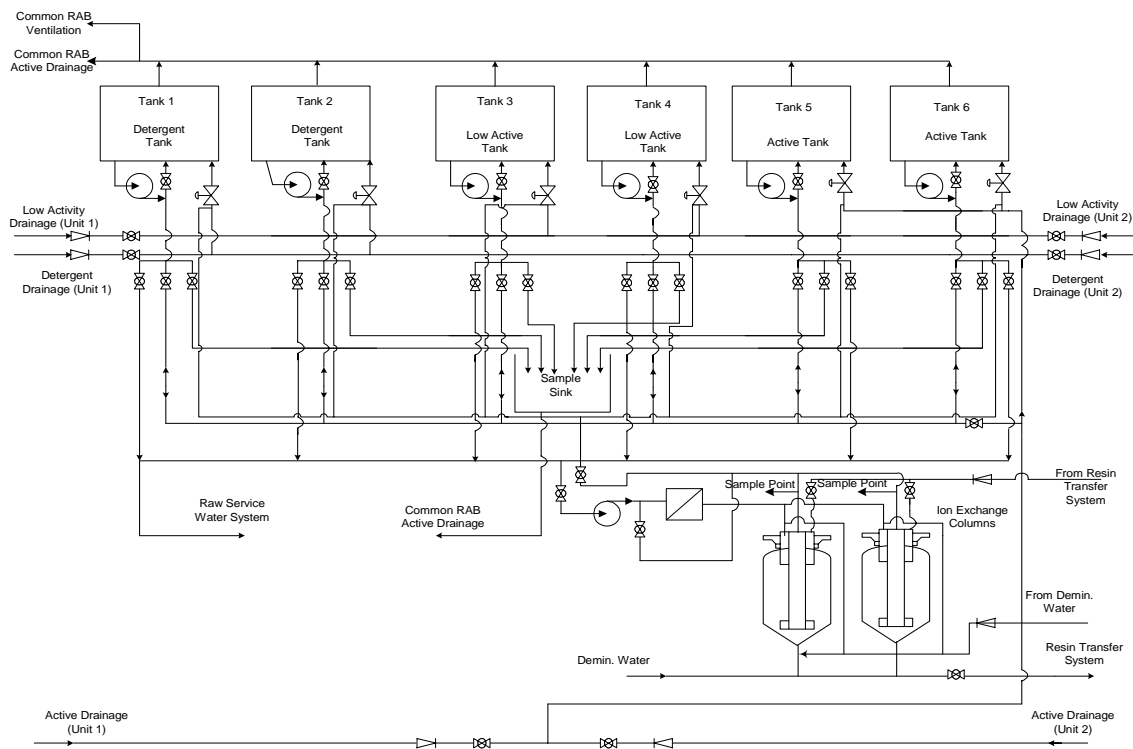 Common RAB
Ventilation
Common RAB
Active Drainage
Tank 1
Detergent
Tank
Tank 2
Detergent
Tank
Tank 3
Low Active
Tank
Tank 4
Low Active
Tank
Tank 5
Active Tank
Tank 6
Active Tank
Low Activity
Drainage (Unit 1)
Low Activity
Drainage (Unit 2)
Detergent
Drainage (Unit 1)
Detergent
Drainage (Unit 2)
Sample
Sink
Raw Service
Water System
Common RAB
Active Drainage
Sample Point
Sample Point
From Resin
Transfer
System
Ion Exchange
Columns
From Demin.
Water
Demin. Water
Resin Transfer
System
Active Drainage
(Unit 1)
Active Drainage
(Unit 2)